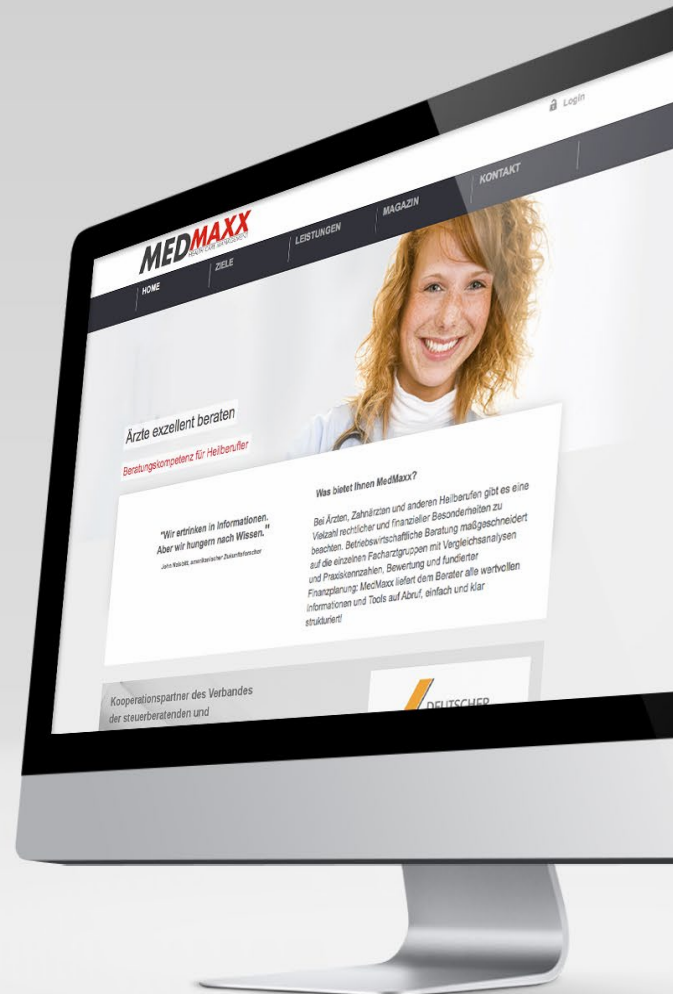 Login
MEDMAXX
HEALTH CARE MANAGEMENT
HOME
ZIELE
LEISTUNGEN
MAGAZIN
KONTAKT
Ärzte exzellent beraten
Beratungskompetenz für Heilberufler
"Wir ertrinken in Informationen.
Aber wir hungern nach Wissen."
John Naisbitt, amerikanischer Zukunftsforscher
Was bietet Ihnen MedMaxx?
Bei Ärzten, Zahnärzten und anderen Heilberufen gibt es eine
Vielzahl rechtlicher und finanzieller Besonderheiten zu
beachten. Betriebswirtschaftliche Beratung maßgeschneidert
auf die einzelnen Facharztgruppen mit Vergleichsanalysen
und Praxiskennzahlen, Bewertung und fundierter
Finanzplanung: MedMaxx liefert dem Berater alle wertvollen
Informationen und Tools auf Abruf, einfach und klar
strukturiert!
Kooperationspartner des Verbandes
der steuerberatenden und
DEUTSCHER